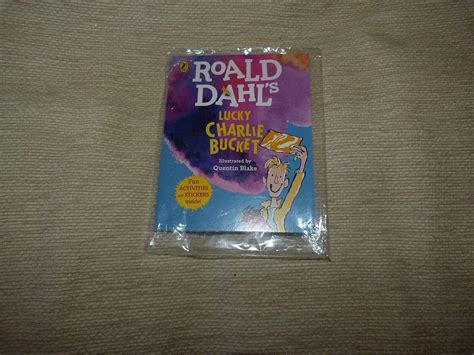 ROALD
DAHL'S
LUCKY
CHARLIE
BUCKET
Illustrated by
Quentin Blake
Fun
ACTIVITIES
and STICKERS
inside!